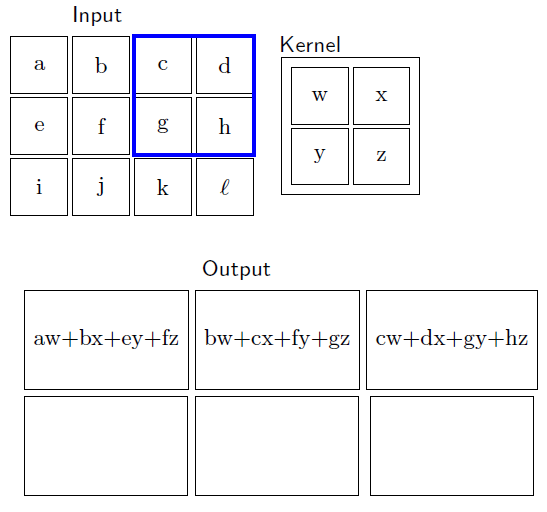 Input
Kernel
a b c d
w x
e f g h
y z
i j k ℓ
Output
aw+bx+ey+fz bw+cx+fy+gz cw+dx+gy+hz